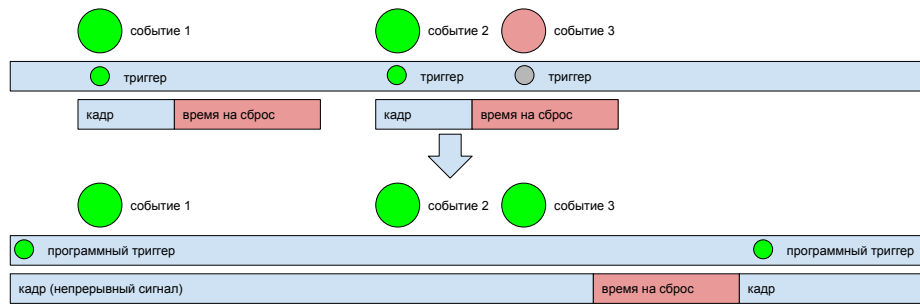 событие 1
событие 2
событие 3
триггер
триггер
триггер
кадр
время на сброс
кадр
время на сброс
событие 1
событие 2
событие 3
программный триггер
программный триггер
кадр (непрерывный сигнал)
время на сброс
кадр